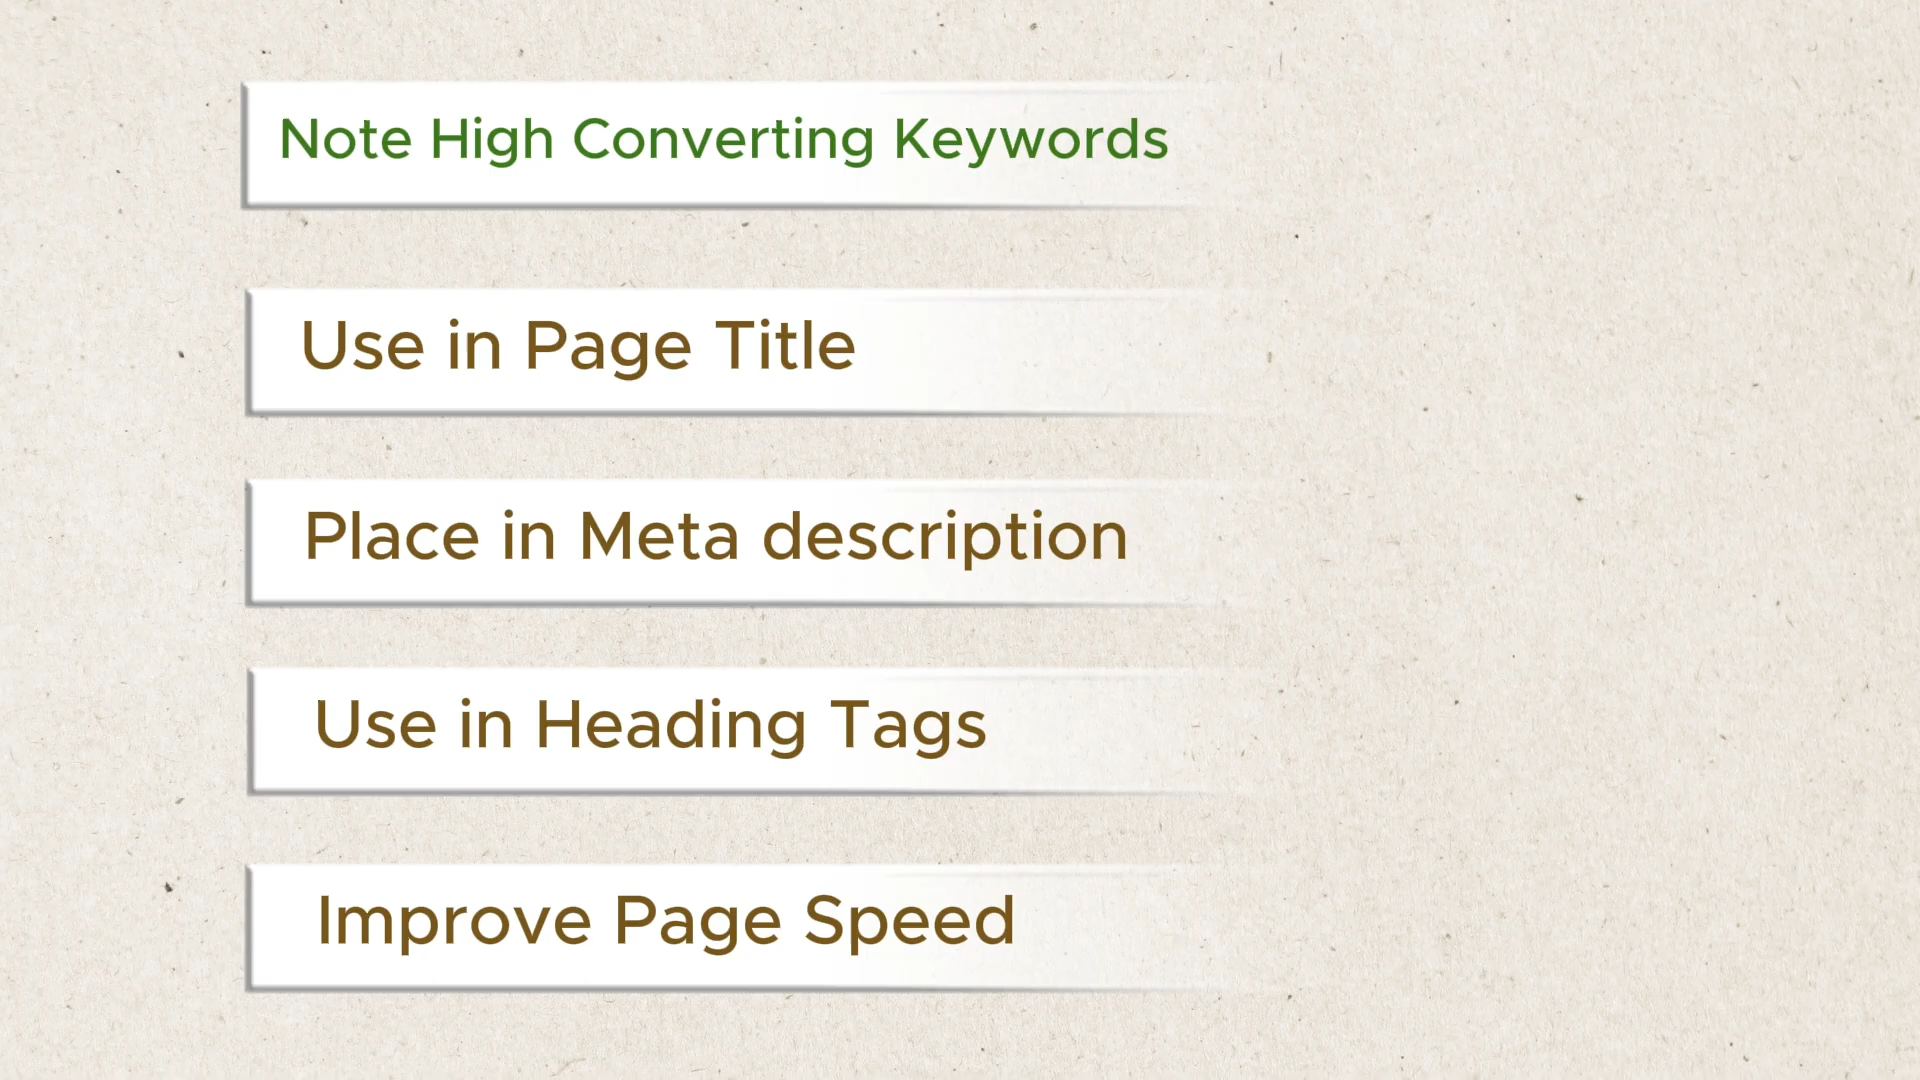 Note High Converting Keywords
Use in Page Title
Place in Meta description
Use in Heading Tags
Improve Page Speed